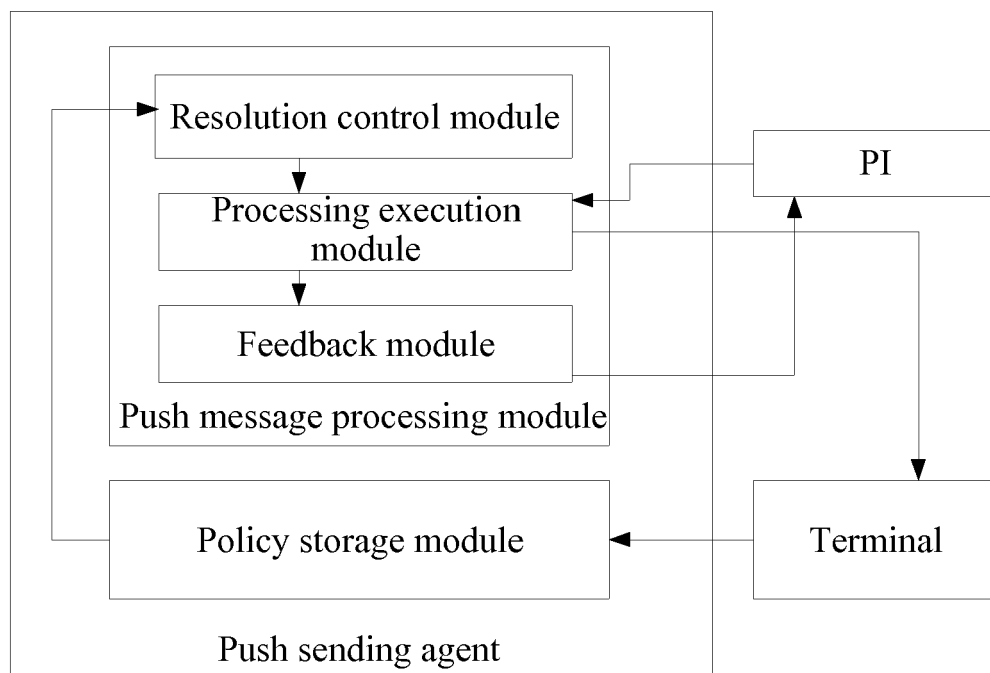 Resolution control module
PI
Processing execution
module
Feedback module
Push message processing module
Policy storage module
Terminal
Push sending agent